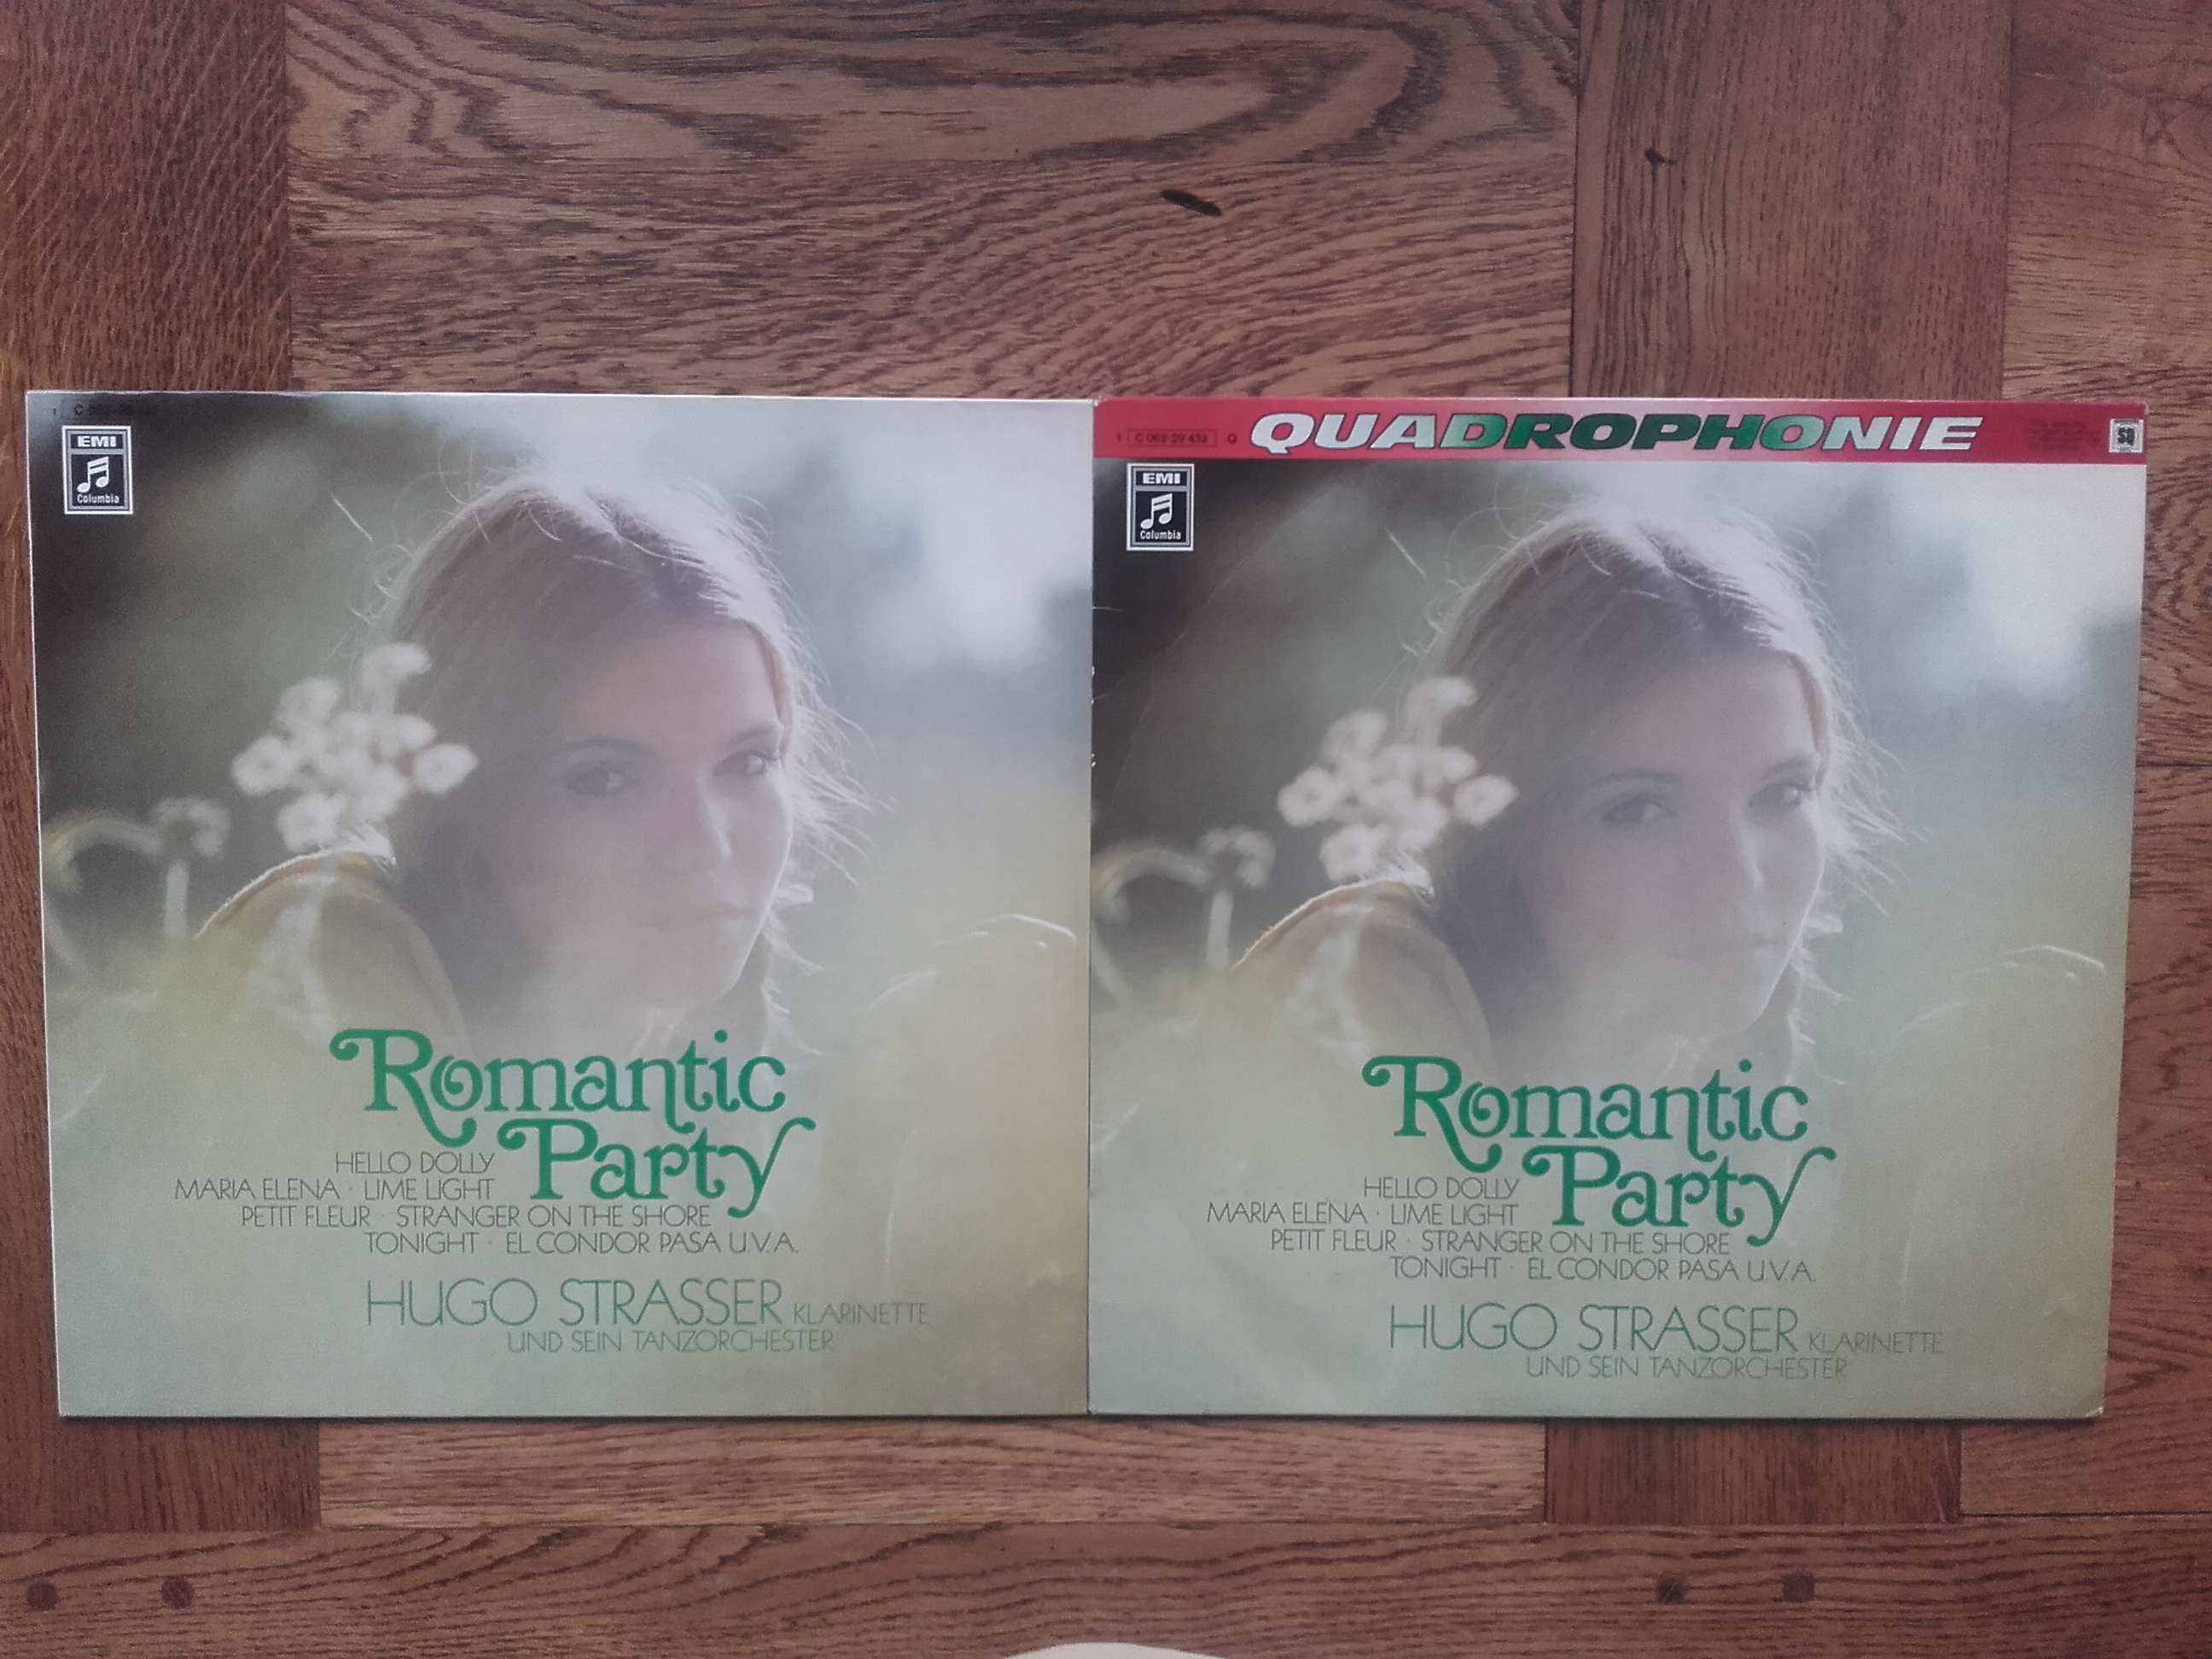 EMI
Columbia
Romantic
Party
HELLO DOLLY
MARIA ELENA · LIME LIGHT
PETIT FLEUR · STRANGER ON THE SHORE
TONIGHT · EL CONDOR PASA U.V.A.
HUGO STRASSER KLARINETTE
UND SEIN TANZORCHESTER
1 C 062-29 432 Q QUADROPHONIE SQ
EMI
Columbia
Romantic
Party
HELLO DOLLY
MARIA ELENA · LIME LIGHT
PETIT FLEUR · STRANGER ON THE SHORE
TONIGHT · EL CONDOR PASA U.V.A.
HUGO STRASSER KLARINETTE
UND SEIN TANZORCHESTER